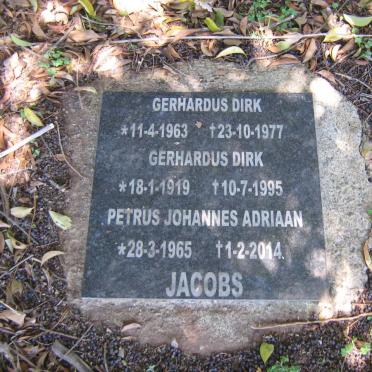 GERHARDUS DIRK
*11-4-1963 †23-10-1977
GERHARDUS DIRK
*18-1-1919 †10-7-1995
PETRUS JOHANNES ADRIAAN
*28-3-1965 †1-2-2014.
JACOBS